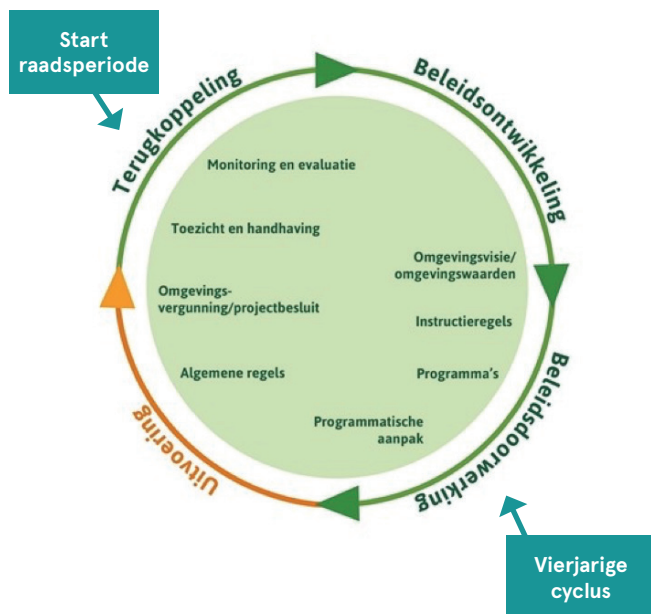 Start
raadsperiode
Terugkoppeling
Beleidsontwikkeling
Monitoring en evaluatie
Toezicht en handhaving
Omgevingsvisie/
omgevingswaarden
Omgevings-
vergunning/projectbesluit
Instructieregels
Algemene regels
Programma's
Programmatische
aanpak
Uitvoering
Beleidsdoorwerking
Vierjarige
cyclus